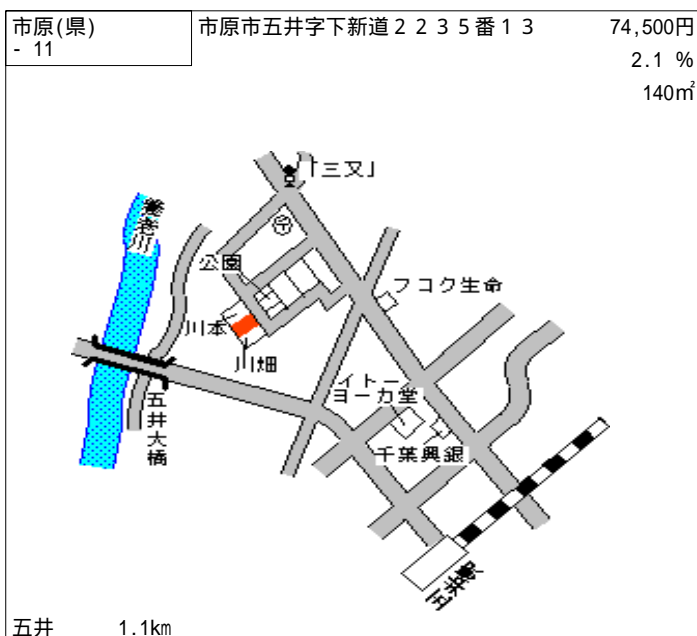 市原(県)
- 11
市原市五井字下新道２２３５番１３
74,500円
2.1 %
140㎡
「三又」
養老川
公園
フコク生命
川本
川畑
イトー
ヨーカ堂
五井大橋
千葉興銀
五井駅
五井 1.1km